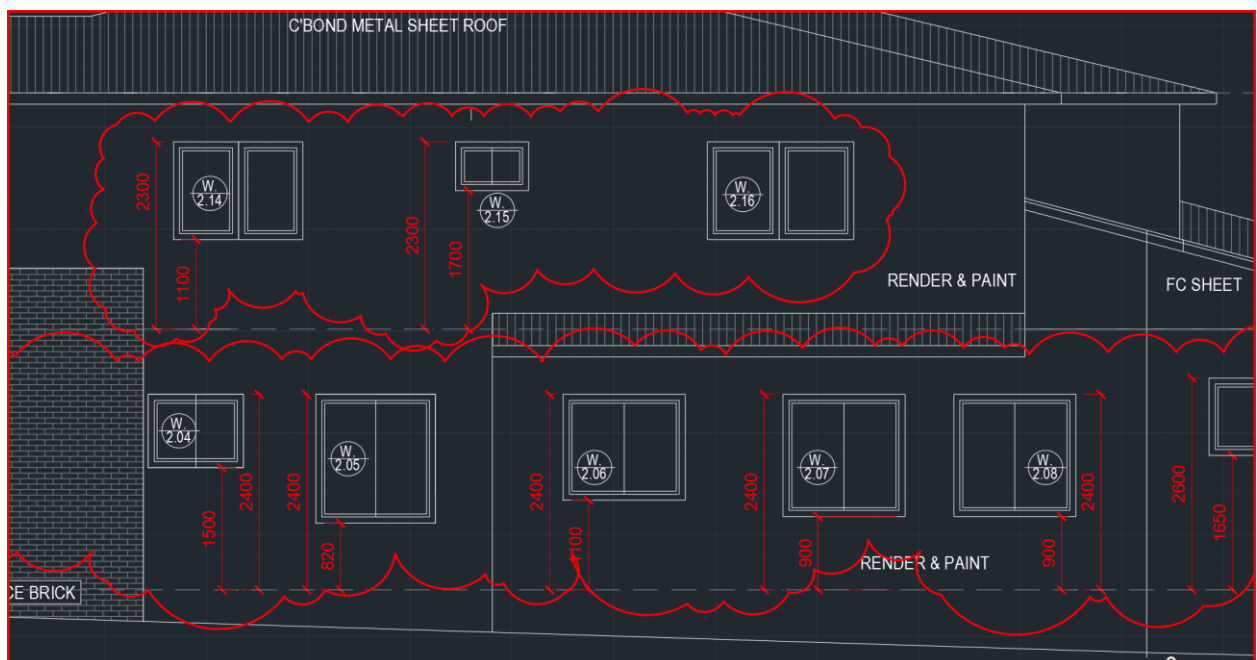 C'BOND METAL SHEET ROOF
2300
W.
2.14
1100
2300
W.
2.15
1700
W.
2.16
RENDER & PAINT
FC SHEET
W.
2.04
1500
2400
2400
W.
2.05
820
2400
W.
2.06
1100
2400
W.
2.07
900
RENDER & PAINT
W.
2.08
900
2400
2600
1650
CE BRICK